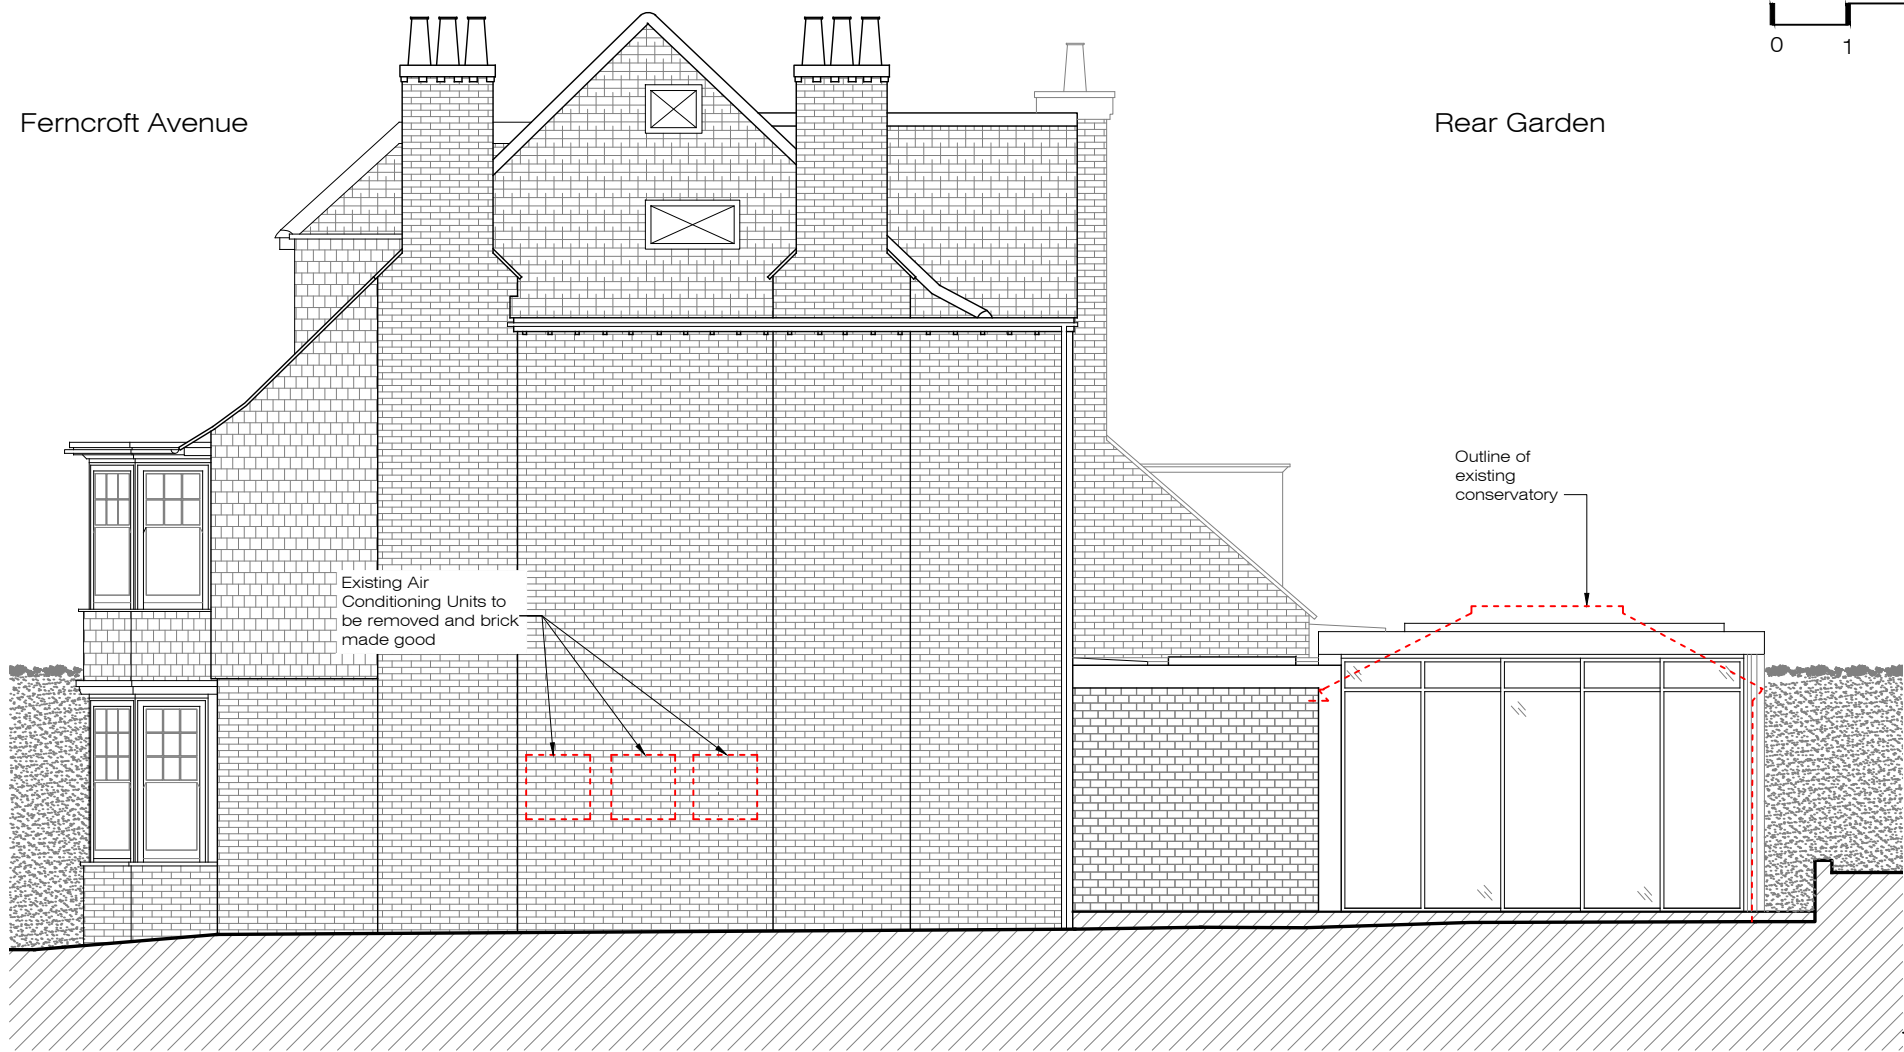 0 1
Ferncroft Avenue
Rear Garden
Outline of
existing
conservatory
Existing Air
Conditioning Units to
be removed and brick
made good